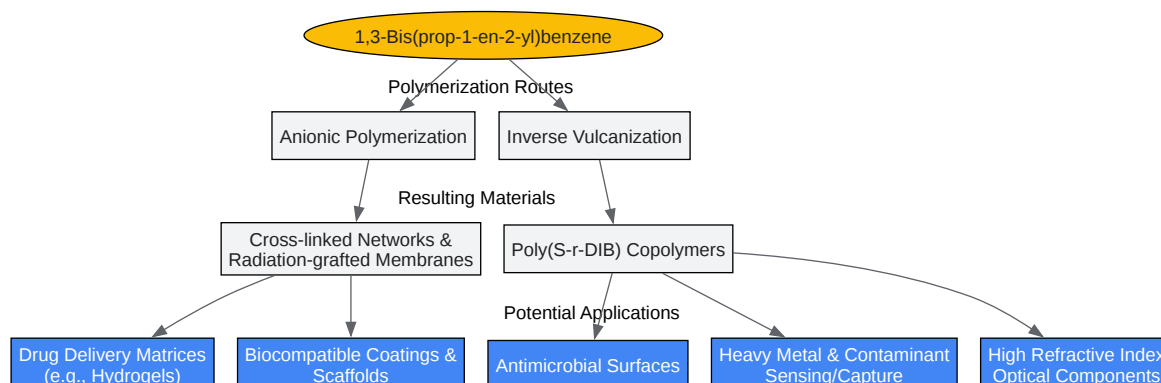 1,3-Bis(prop-1-en-2-yl)benzene
Polymerization Routes
Anionic Polymerization
Inverse Vulcanization
Resulting Materials
Cross-linked Networks &
Radiation-grafted Membranes
Poly(S-r-DIB) Copolymers
Potential Applications
Drug Delivery Matrices
(e.g., Hydrogels)
Biocompatible Coatings &
Scaffolds
Antimicrobial Surfaces
Heavy Metal & Contaminant
Sensing/Capture
High Refractive Index
Optical Components